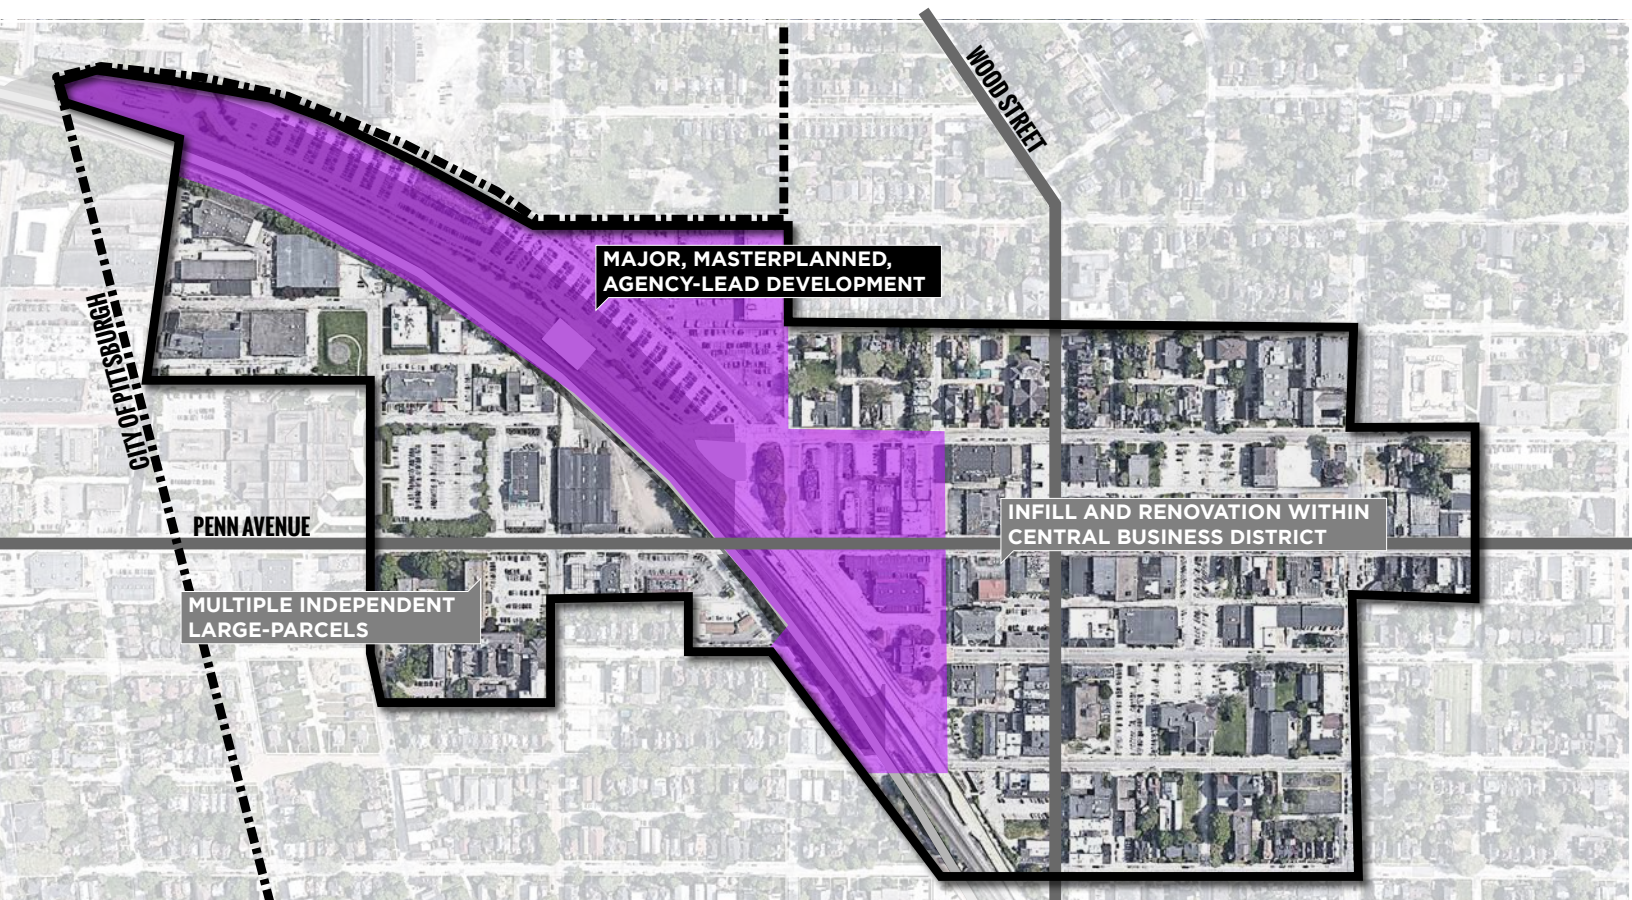 WOOD STREET
MAJOR, MASTERPLANNED,
AGENCY-LEAD DEVELOPMENT
CITY OF PITTSBURGH
PENN AVENUE
INFILL AND RENOVATION WITHIN
CENTRAL BUSINESS DISTRICT
MULTIPLE INDEPENDENT
LARGE-PARCELS